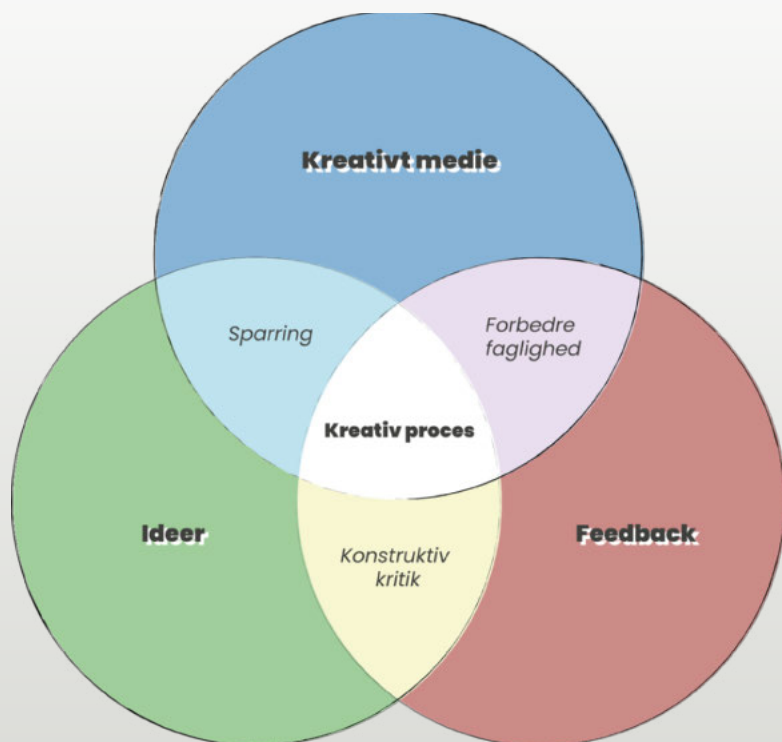 Kreativt medie
Sparring
Forbedre
faglighed
Kreativ proces
Ideer
Feedback
Konstruktiv
kritik